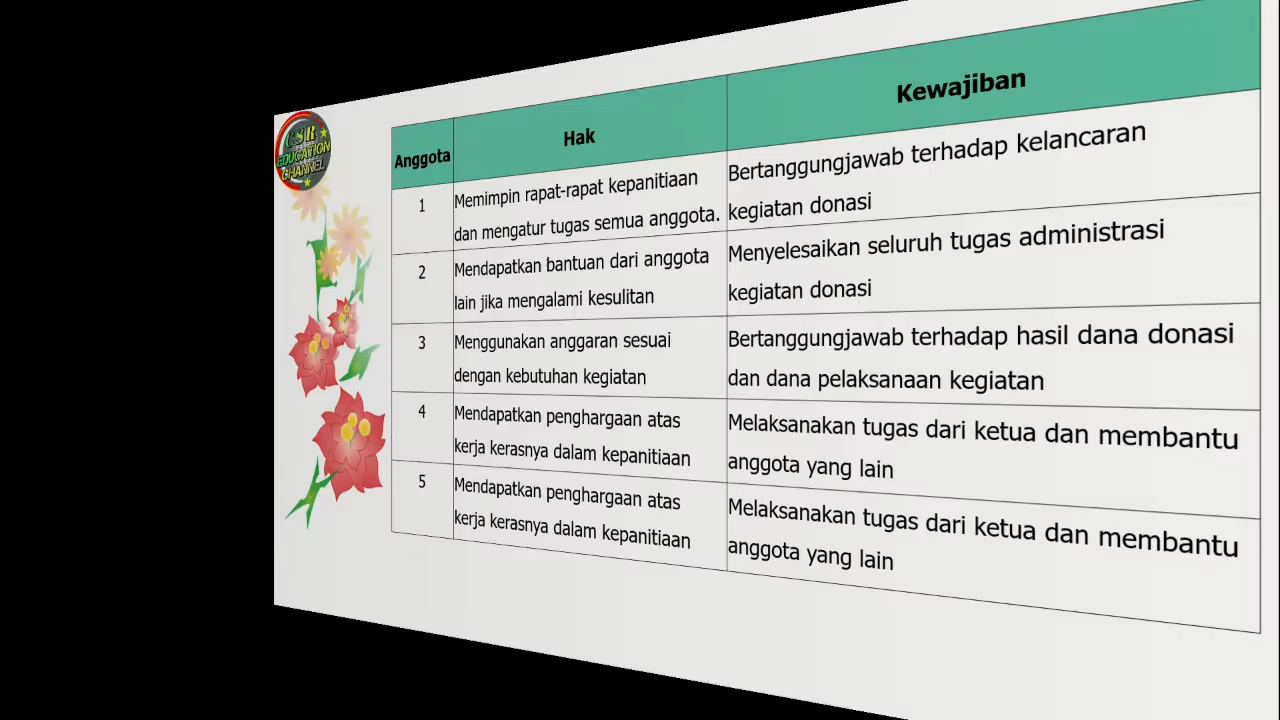 CSR
EDUCATION
CHANNEL
Anggota
Hak
Kewajiban
1
Memimpin rapat-rapat kepanitiaan
dan mengatur tugas semua anggota.
Bertanggungjawab terhadap kelancaran
kegiatan donasi
2
Mendapatkan bantuan dari anggota
lain jika mengalami kesulitan
Menyelesaikan seluruh tugas administrasi
kegiatan donasi
3
Menggunakan anggaran sesuai
dengan kebutuhan kegiatan
Bertanggungjawab terhadap hasil dana donasi
dan dana pelaksanaan kegiatan
4
Mendapatkan penghargaan atas
kerja kerasnya dalam kepanitiaan
Melaksanakan tugas dari ketua dan membantu
anggota yang lain
5
Mendapatkan penghargaan atas
kerja kerasnya dalam kepanitiaan
Melaksanakan tugas dari ketua dan membantu
anggota yang lain